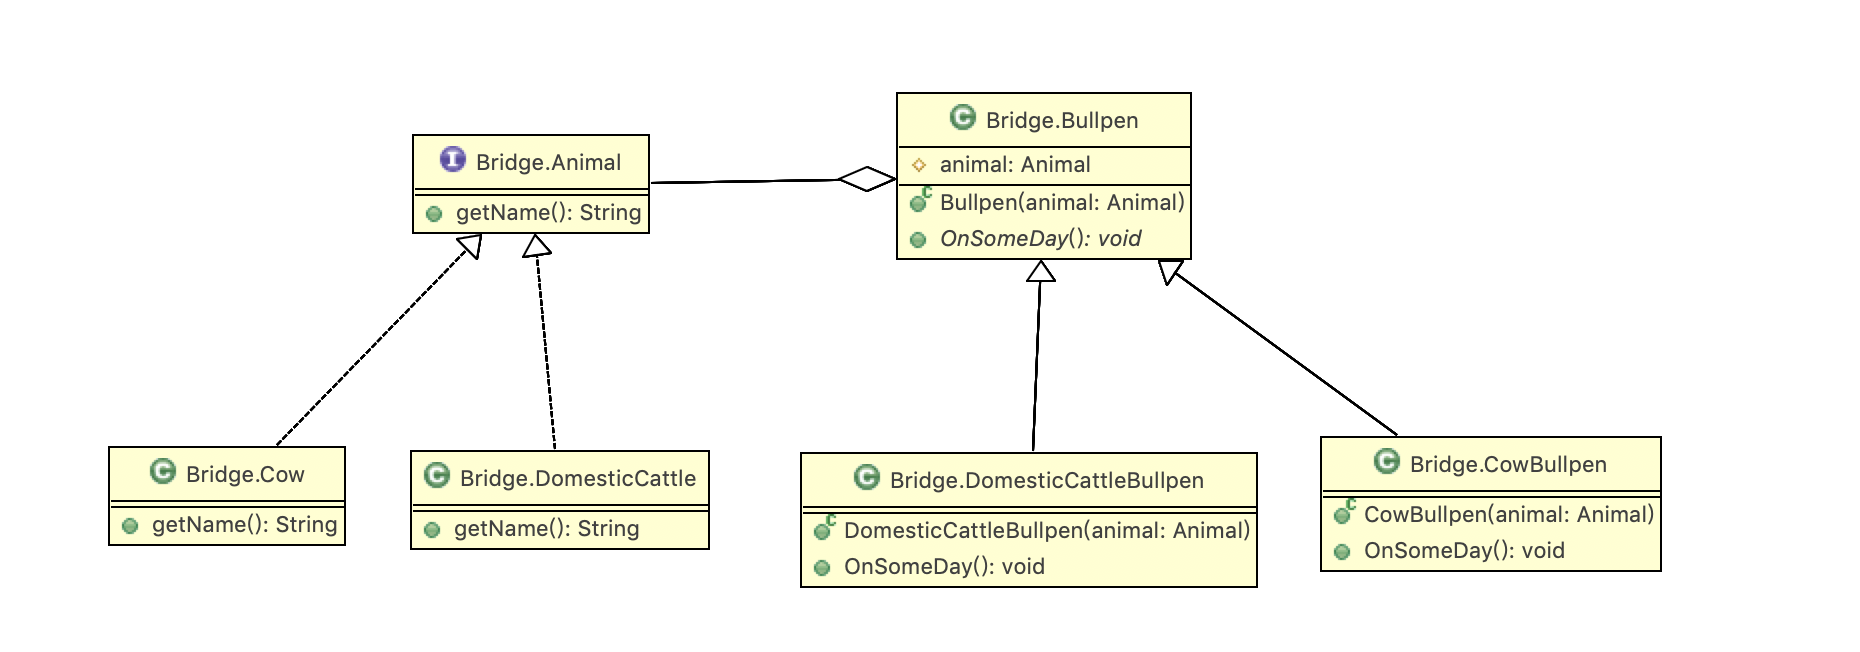 I Bridge.Animal
getName(): String
C Bridge.Bullpen
animal: Animal
C Bullpen(animal: Animal)
OnSomeDay(): void
C Bridge.Cow
getName(): String
C Bridge.DomesticCattle
getName(): String
C Bridge.DomesticCattleBullpen
C DomesticCattleBullpen(animal: Animal)
OnSomeDay(): void
C Bridge.CowBullpen
C CowBullpen(animal: Animal)
OnSomeDay(): void